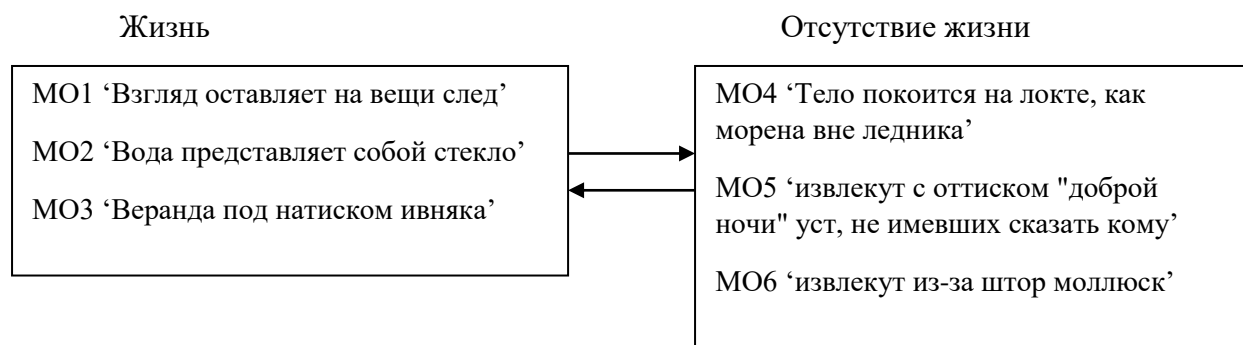 Жизнь
Отсутствие жизни
МО1 ‘Взгляд оставляет на вещи след’
МО2 ‘Вода представляет собой стекло’
МО3 ‘Веранда под натиском ивняка’
МО4 ‘Тело покоится на локте, как
морена вне ледника’
МО5 ‘извлекут с оттиском "доброй
ночи" уст, не имевших сказать кому’
МО6 ‘извлекут из-за штор моллюск’